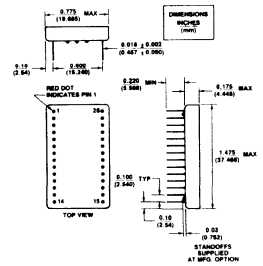 0.775 MAX
(19.685)
DIMENSIONS
INCHES
(mm)
0.018 ± 0.002
(0.457 ± 0.050)
0.10
(2.54)
0.600
(15.240)
0.220 MIN
(5.588)
0.175 MAX
(4.445)
RED DOT
INDICATES PIN 1
1
28
1.475 MAX
(37.466)
0.100 TYP
(2.540)
14
15
TOP VIEW
0.10
(2.54)
0.03
(0.762)
STANDOFFS
SUPPLIED
AT MFG. OPTION